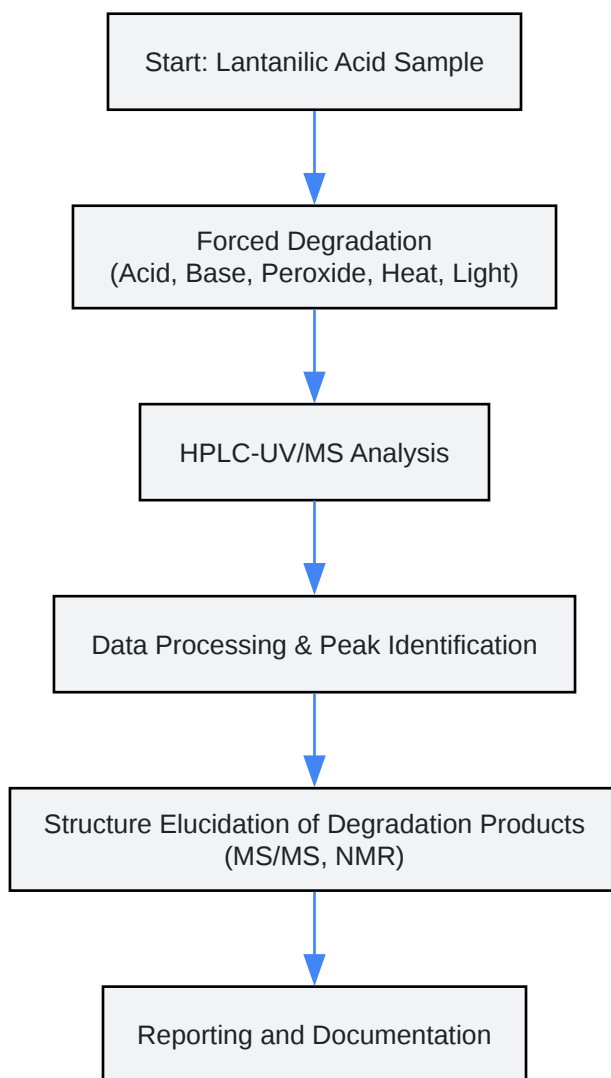 Start: Lantanilic Acid Sample
Forced Degradation
(Acid, Base, Peroxide, Heat, Light)
HPLC-UV/MS Analysis
Data Processing & Peak Identification
Structure Elucidation of Degradation Products
(MS/MS, NMR)
Reporting and Documentation